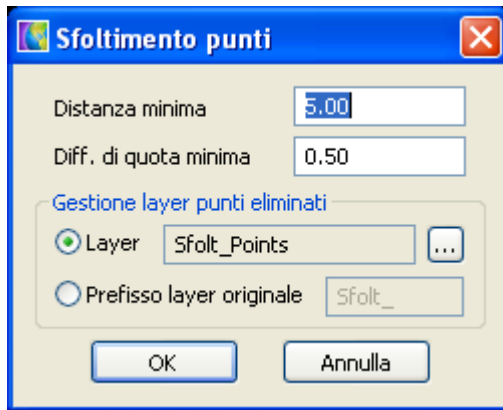 Sfoltimento punti
Distanza minima 5.00
Diff. di quota minima 0.50
Gestione layer punti eliminati
Layer Sfolt_Points ...
Prefisso layer originale Sfolt_
OK Annulla